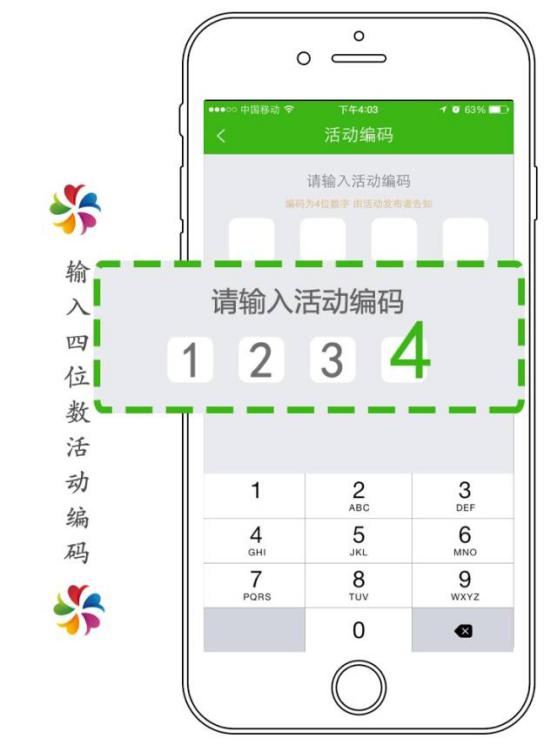 中国移动 下午4:03 63%
活动编码
请输入活动编码
编码为4位数字 由活动发布者告知
请输入活动编码
1 2 3 4
输入四位数活动编码
1 2 3
ABC DEF
4 5 6
GHI JKL MNO
7 8 9
PQRS TUV WXYZ
0